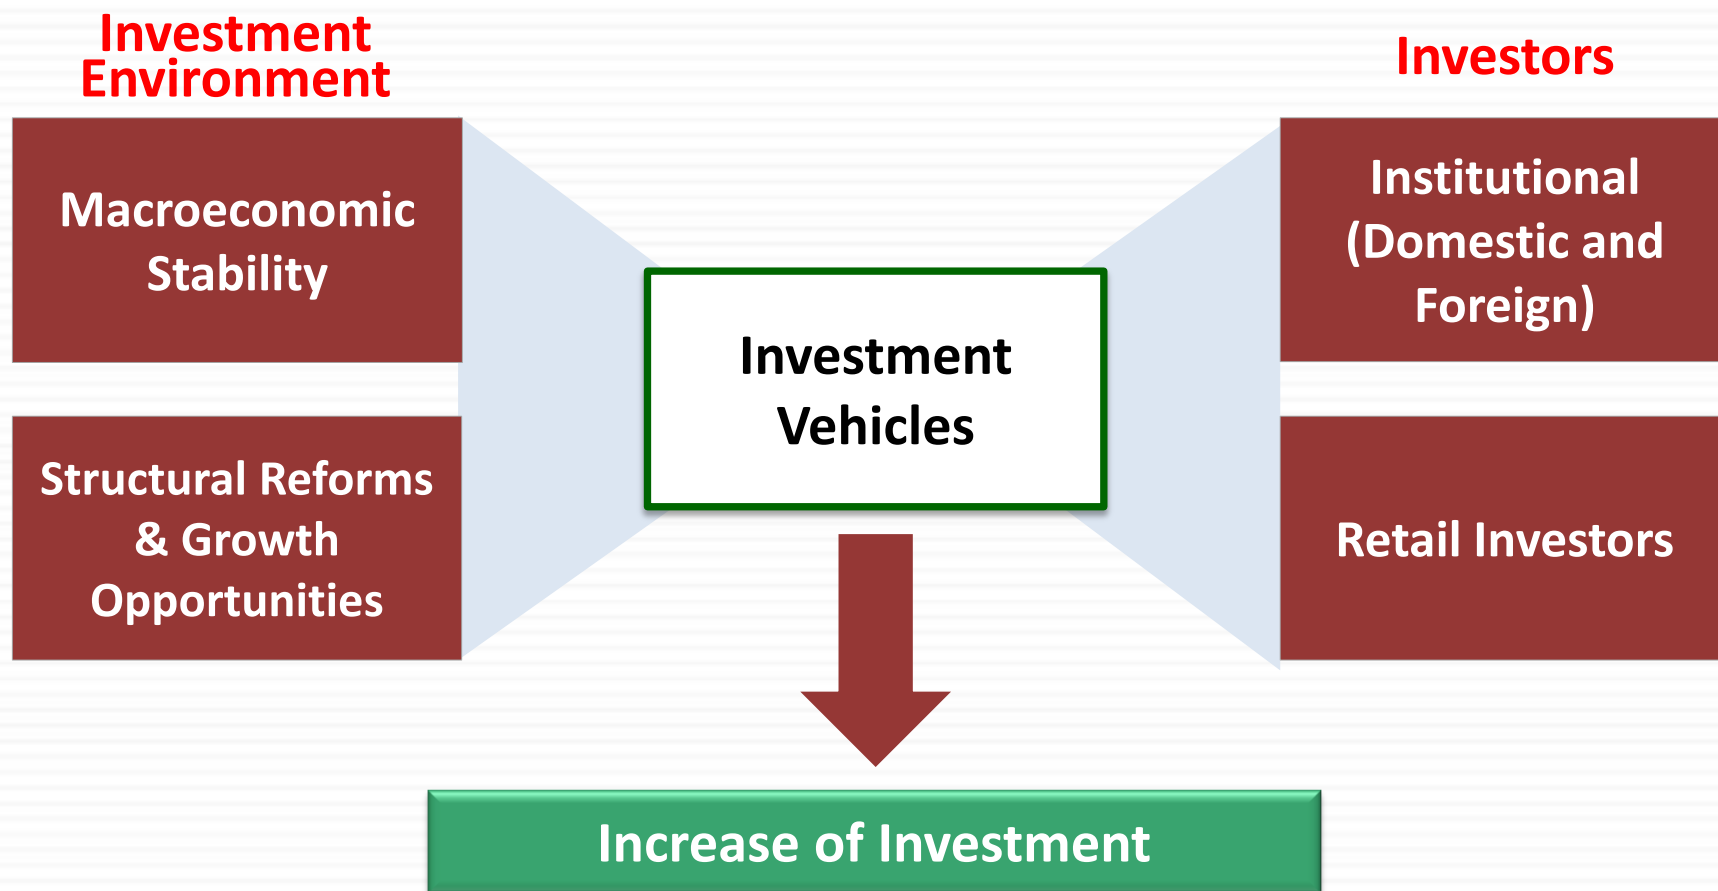 Investment
Environment
Investors
Macroeconomic
Stability
Institutional
(Domestic and
Foreign)
Investment
Vehicles
Structural Reforms
& Growth
Opportunities
Retail Investors
Increase of Investment